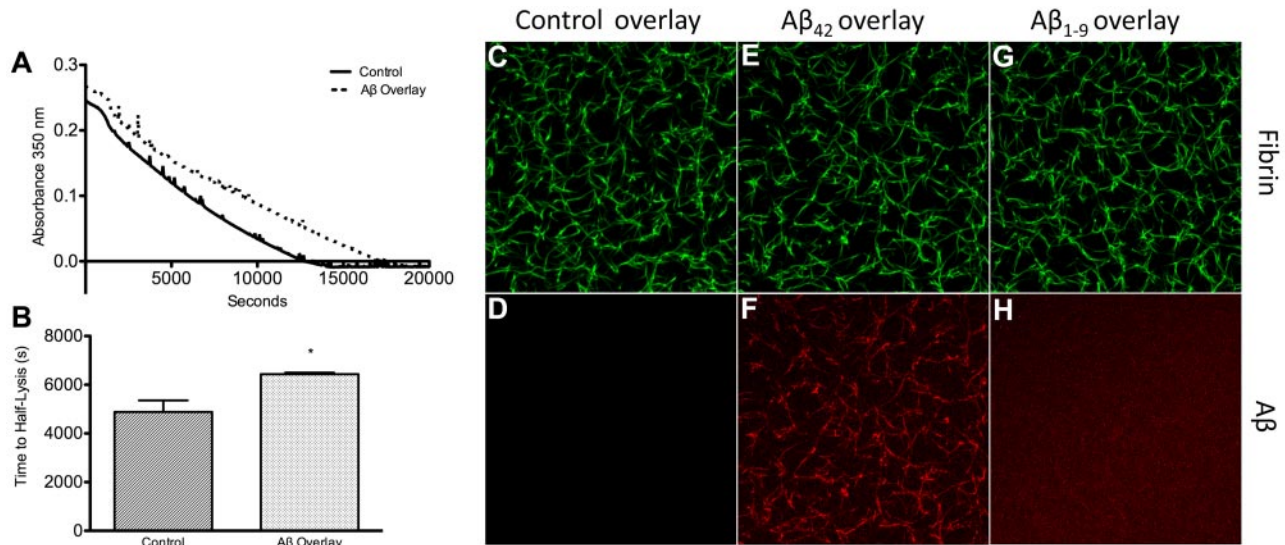 Control overlay
Aβ42 overlay
Aβ1-9 overlay
A
0.3
0.2
0.1
0.0
Absorbance 350 nm
Control
Aβ Overlay
5000
10000
15000
20000
Seconds
B
8000
6000
4000
2000
0
Time to Half-Lysis (s)
*
Control
Aβ Overlay
C
E
G
Fibrin
D
F
H
Aβ